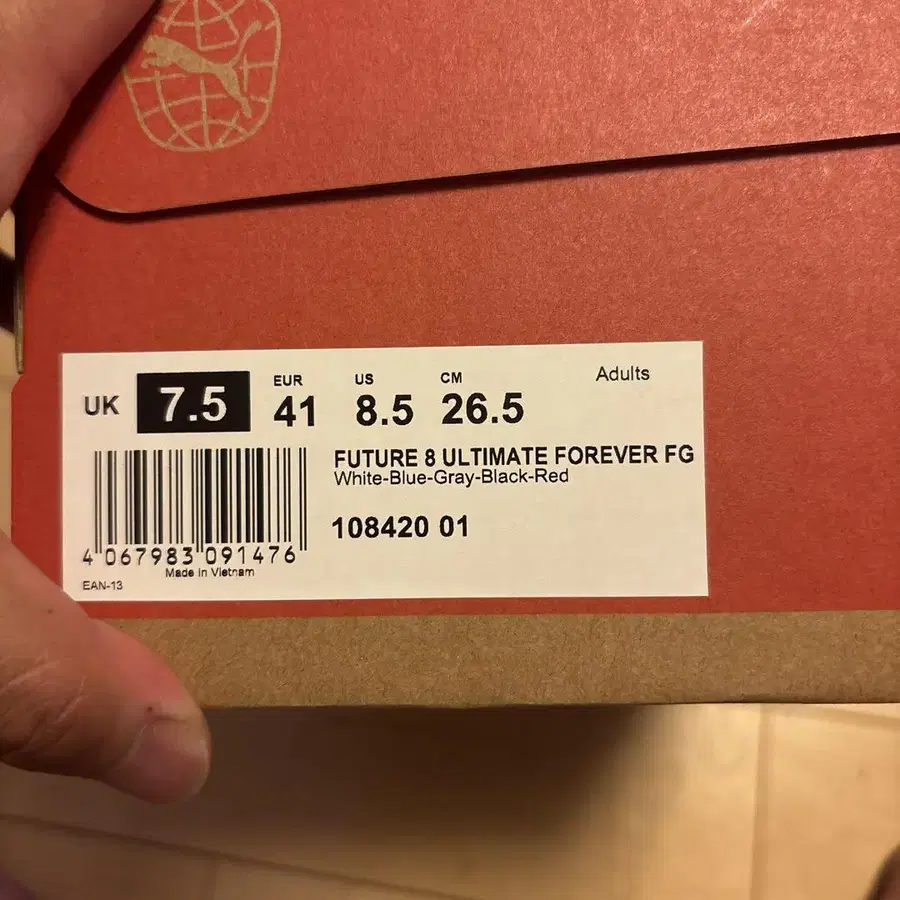 Adults
UK 7.5 EUR 41 US 8.5 CM 26.5
FUTURE 8 ULTIMATE FOREVER FG
White-Blue-Gray-Black-Red
108420 01
4 067983 091476
Made in Vietnam
EAN-13